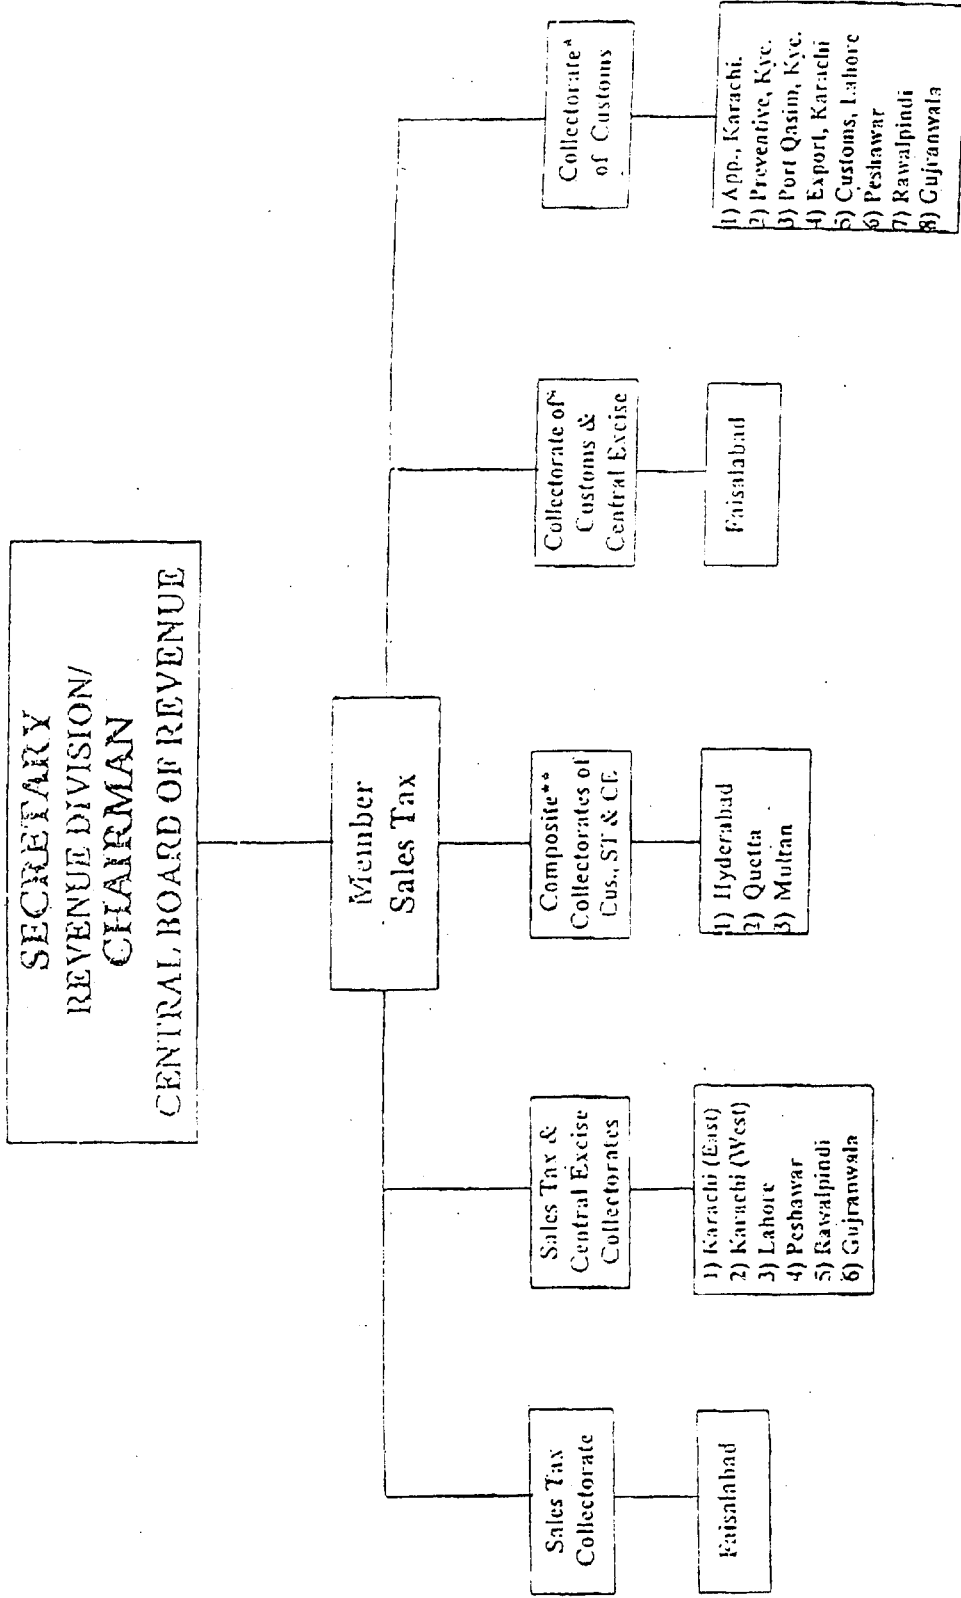 SECRETARY
REVENUE DIVISION/
CHAIRMAN
CENTRAL BOARD OF REVENUE
Member
Sales Tax
Sales Tax
Collectorate
Faisalabad
Sales Tax &
Central Excise
Collectorates
1) Karachi (East)
2) Karachi (West)
3) Lahore
4) Peshawar
5) Rawalpindi
6) Gujranwala
Composite**
Collectorates of
Cus., ST & CE
1) Hyderabad
2) Quetta
3) Multan
Collectorate of*
Customs &
Central Excise
Faisalabad
Collectorate*
of Customs
1) App., Karachi.
2) Preventive, Kyc.
3) Port Qasim, Kyc.
4) Export, Karachi
5) Customs, Lahore
6) Peshawar
7) Rawalpindi
8) Gujranwala